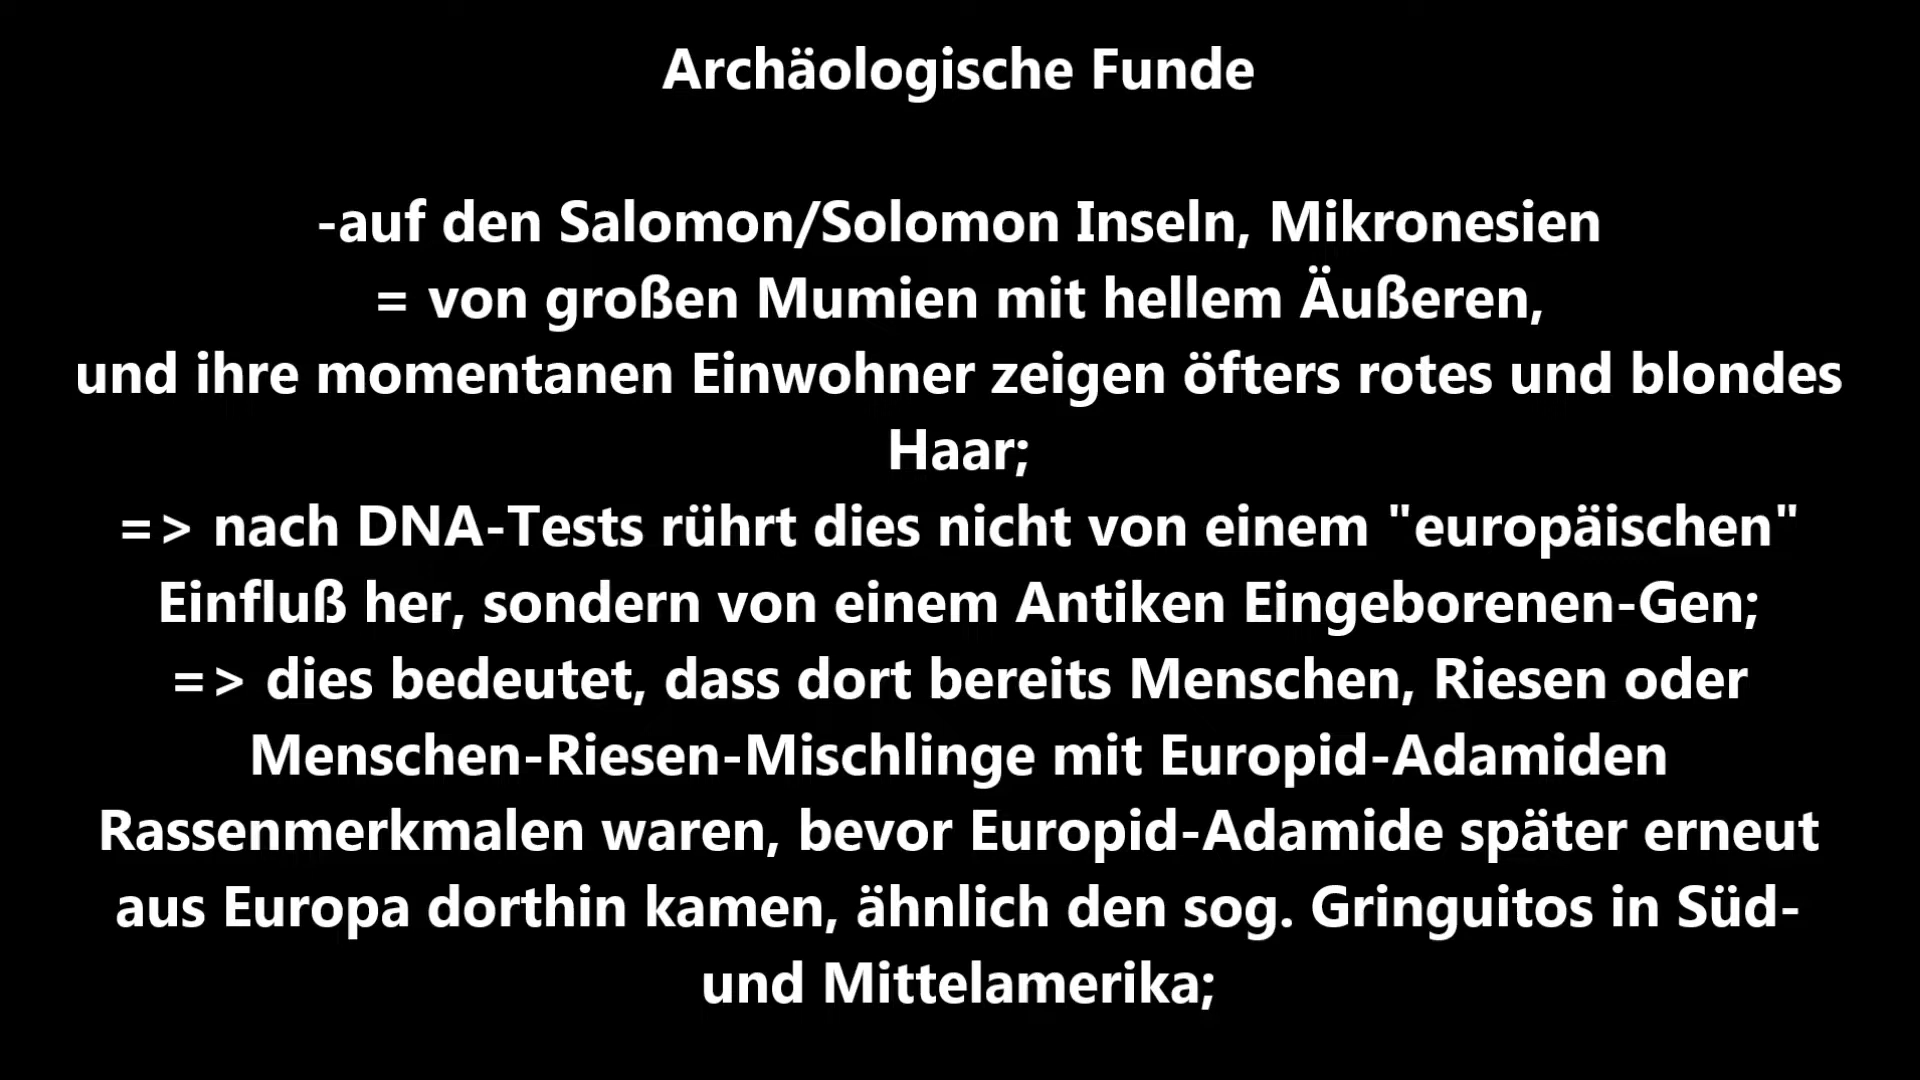 Archäologische Funde
-auf den Salomon/Solomon Inseln, Mikronesien
= von großen Mumien mit hellem Äußeren,
und ihre momentanen Einwohner zeigen öfters rotes und blondes
Haar;
=> nach DNA-Tests rührt dies nicht von einem "europäischen"
Einfluß her, sondern von einem Antiken Eingeborenen-Gen;
=> dies bedeutet, dass dort bereits Menschen, Riesen oder
Menschen-Riesen-Mischlinge mit Europid-Adamiden
Rassenmerkmalen waren, bevor Europid-Adamide später erneut
aus Europa dorthin kamen, ähnlich den sog. Gringuitos in Süd-
und Mittelamerika;